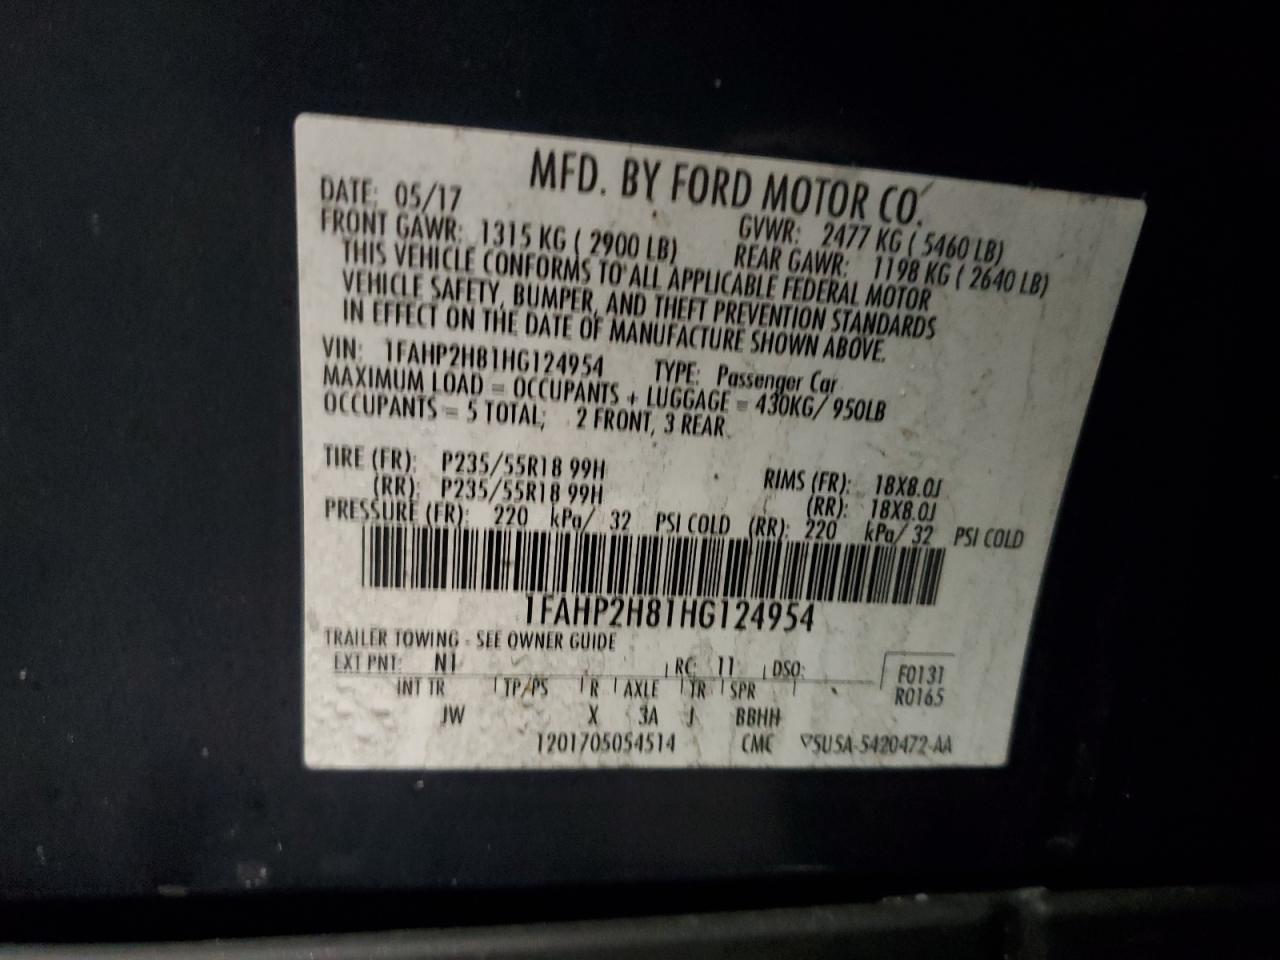 MFD. BY FORD MOTOR CO.
DATE: 05/17 GVWR: 2477 KG ( 5460 LB)
FRONT GAWR: 1315 KG ( 2900 LB) REAR GAWR: 1198 KG ( 2640 LB)
THIS VEHICLE CONFORMS TO ALL APPLICABLE FEDERAL MOTOR
VEHICLE SAFETY, BUMPER, AND THEFT PREVENTION STANDARDS
IN EFFECT ON THE DATE OF MANUFACTURE SHOWN ABOVE.
VIN: 1FAHP2H81HG124954 TYPE: Passenger Car
MAXIMUM LOAD = OCCUPANTS + LUGGAGE = 430KG/ 950LB
OCCUPANTS = 5 TOTAL; 2 FRONT, 3 REAR
TIRE (FR): P235/55R18 99H RIMS (FR): 18X8.0J
(RR): P235/55R18 99H (RR): 18X8.0J
PRESSURE (FR): 220 kPa/ 32 PSI COLD (RR): 220 kPa/ 32 PSI COLD
1FAHP2H81HG124954
TRAILER TOWING - SEE OWNER GUIDE
EXT PNT: N1 RC: 11 DSO: F0131
INT TR TP/PS R AXLE TR SPR R0165
JW X 3A J BBHH
1201705054514 CMC 5U5A-5420472-AA